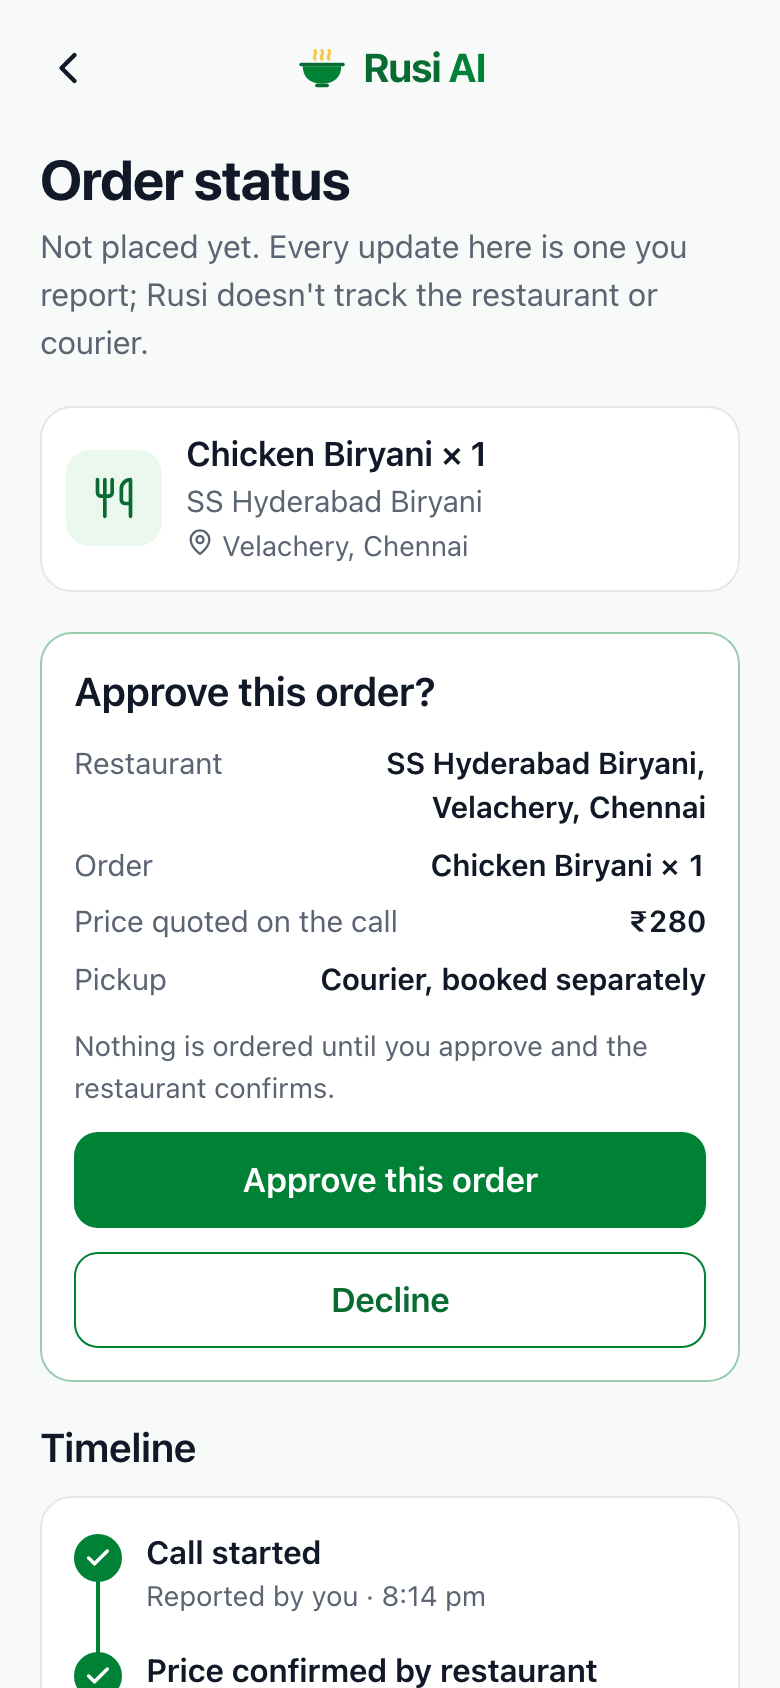 Rusi AI
Order status
Not placed yet. Every update here is one you
report; Rusi doesn't track the restaurant or
courier.
Chicken Biryani × 1
SS Hyderabad Biryani
Velachery, Chennai
Approve this order?
Restaurant SS Hyderabad Biryani,
Velachery, Chennai
Order Chicken Biryani × 1
Price quoted on the call ₹280
Pickup Courier, booked separately
Nothing is ordered until you approve and the
restaurant confirms.
Approve this order
Decline
Timeline
Call started
Reported by you · 8:14 pm
Price confirmed by restaurant